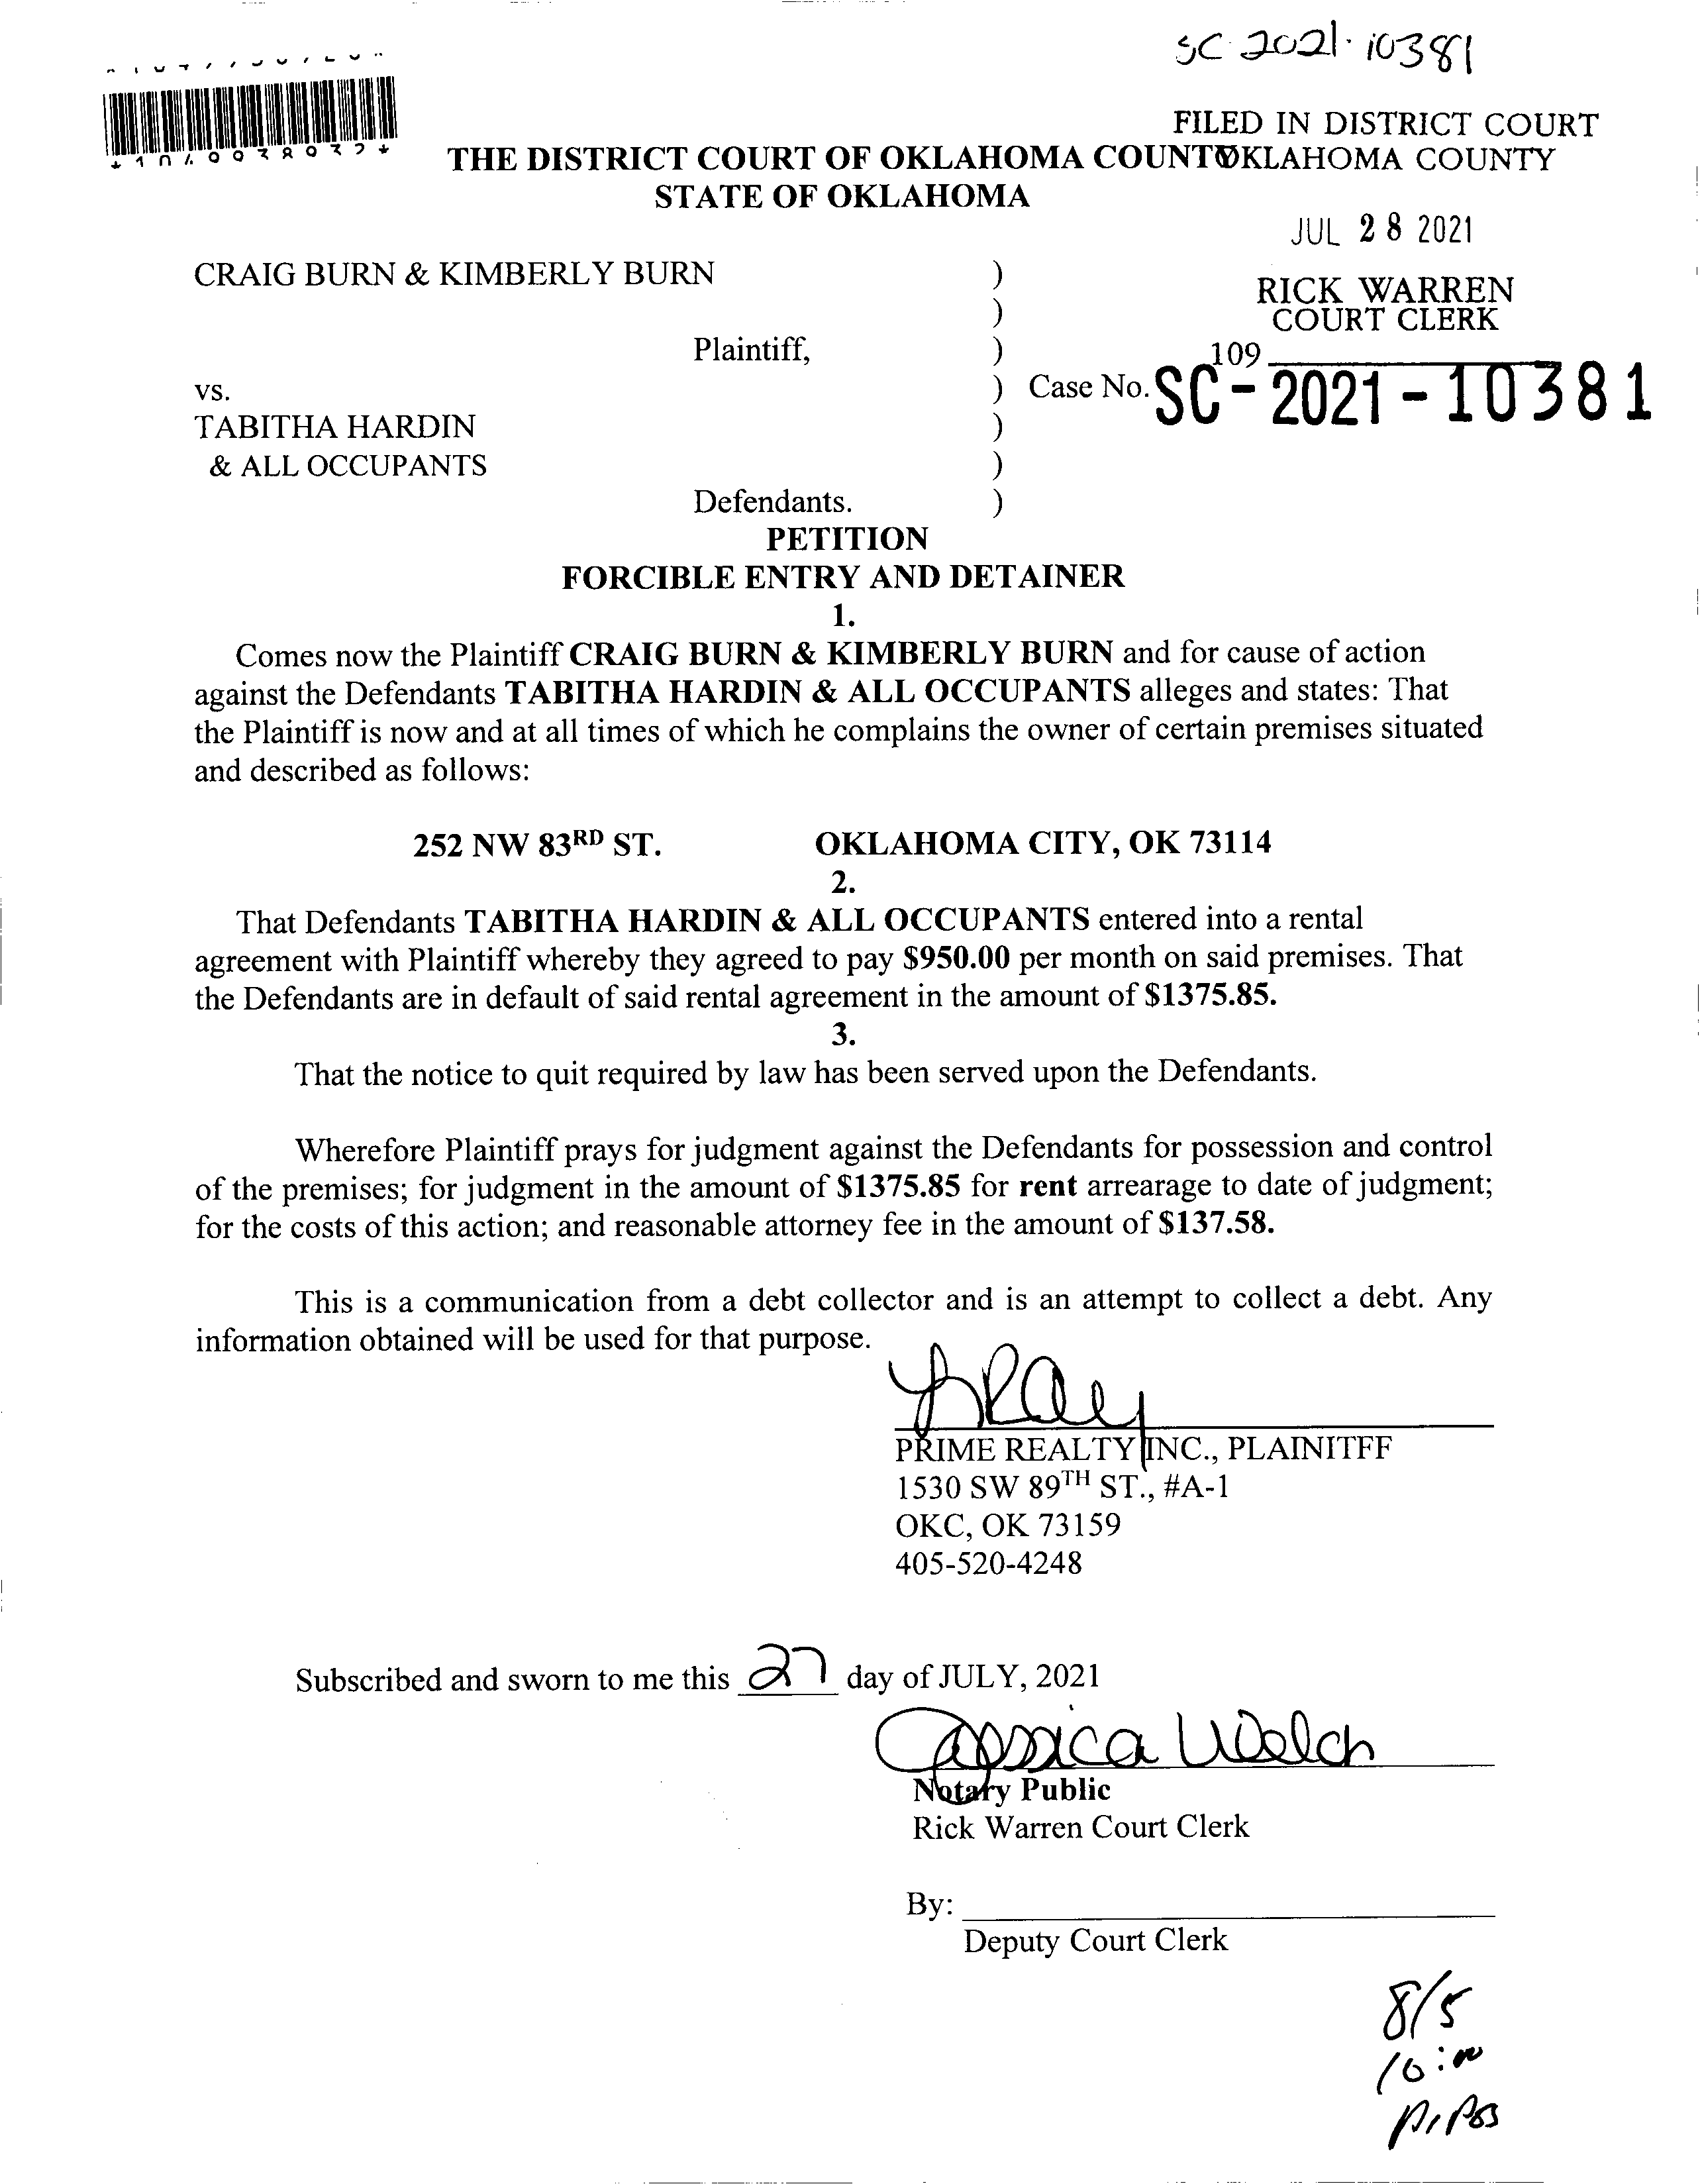 SC 2021-10381
FILED IN DISTRICT COURT
THE DISTRICT COURT OF OKLAHOMA COUNTY OKLAHOMA COUNTY
STATE OF OKLAHOMA
JUL 28 2021
CRAIG BURN & KIMBERLY BURN )
RICK WARREN
)
COURT CLERK
Plaintiff, )
109
vs. ) Case No. SC-2021-10381
TABITHA HARDIN )
& ALL OCCUPANTS )
Defendants. )
PETITION
FORCIBLE ENTRY AND DETAINER
1.
Comes now the Plaintiff CRAIG BURN & KIMBERLY BURN and for cause of action
against the Defendants TABITHA HARDIN & ALL OCCUPANTS alleges and states: That
the Plaintiff is now and at all times of which he complains the owner of certain premises situated
and described as follows:
252 NW 83RD ST. OKLAHOMA CITY, OK 73114
2.
That Defendants TABITHA HARDIN & ALL OCCUPANTS entered into a rental
agreement with Plaintiff whereby they agreed to pay $950.00 per month on said premises. That
the Defendants are in default of said rental agreement in the amount of $1375.85.
3.
That the notice to quit required by law has been served upon the Defendants.
Wherefore Plaintiff prays for judgment against the Defendants for possession and control
of the premises; for judgment in the amount of $1375.85 for rent arrearage to date of judgment;
for the costs of this action; and reasonable attorney fee in the amount of $137.58.
This is a communication from a debt collector and is an attempt to collect a debt. Any
information obtained will be used for that purpose.
PRIME REALTY INC., PLAINITFF
1530 SW 89TH ST., #A-1
OKC, OK 73159
405-520-4248
Subscribed and sworn to me this 27 day of JULY, 2021
Jessica Welch
Notary Public
Rick Warren Court Clerk
By:
Deputy Court Clerk
8/5
10:00